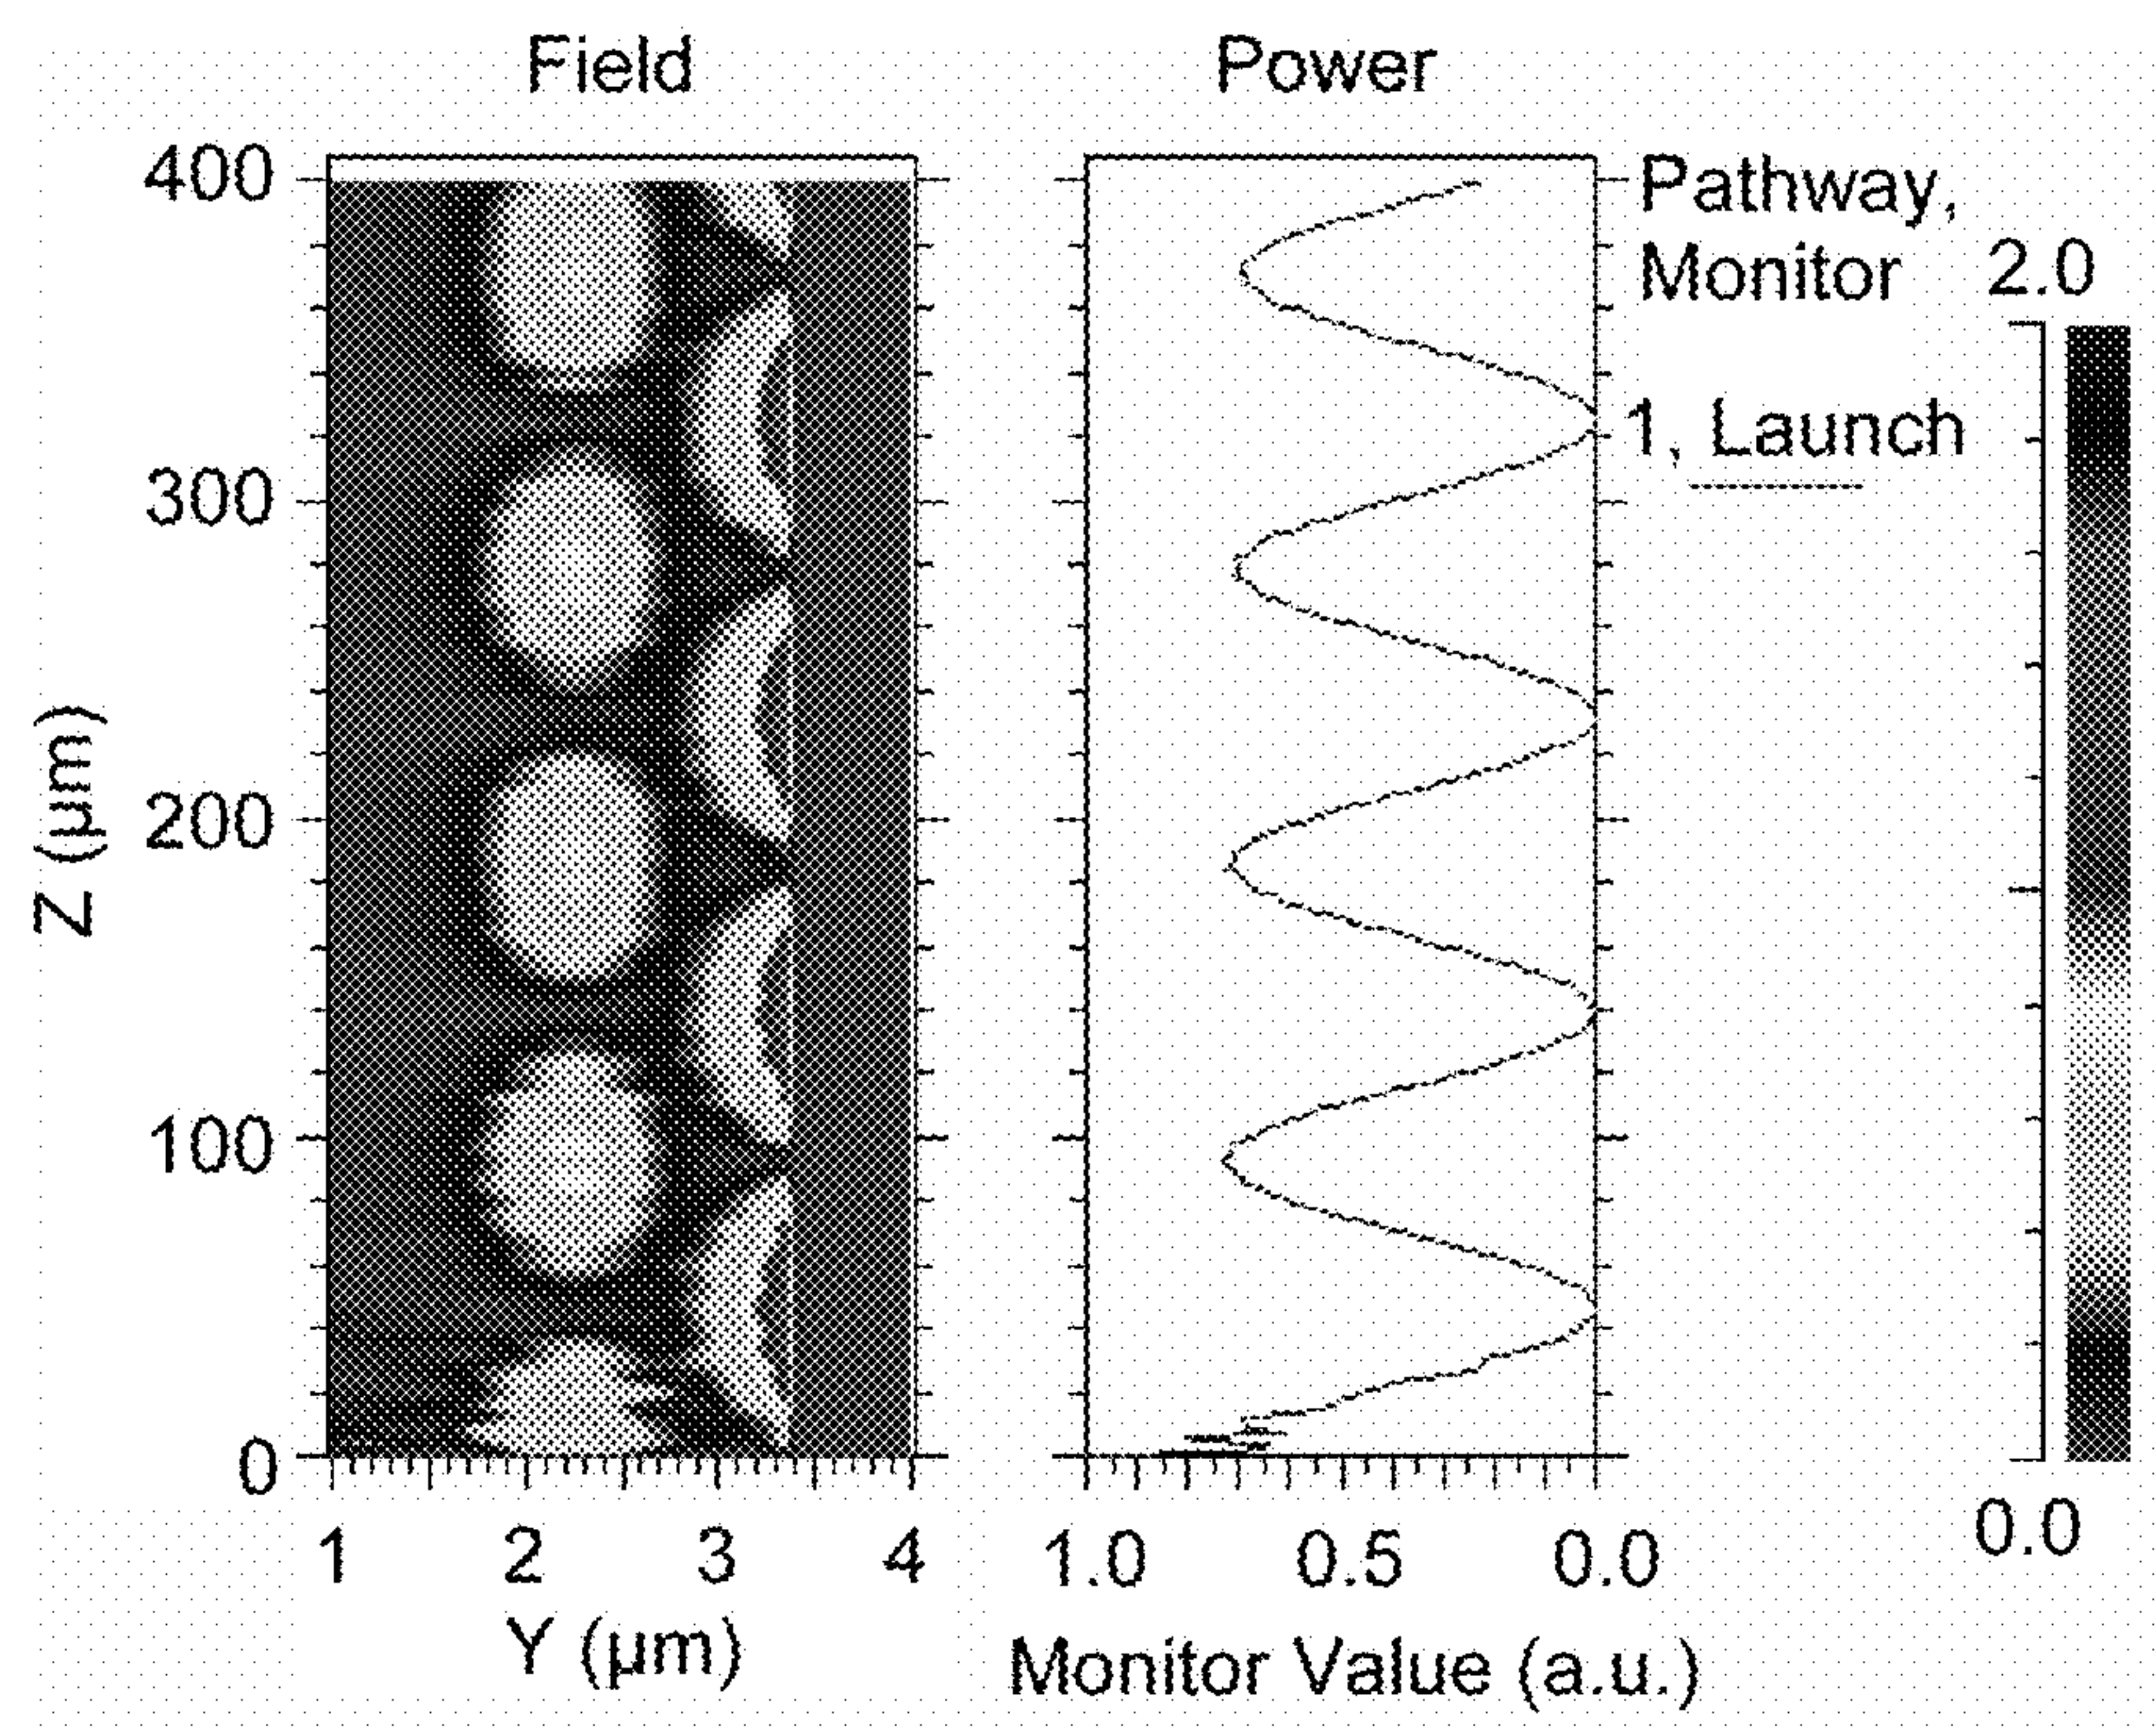 Field
Power
400
300
200
100
0
Z (µm)
1 2 3 4
Y (µm)
1.0 0.5 0.0
Monitor Value (a.u.)
Pathway,
Monitor
1, Launch
2.0
0.0